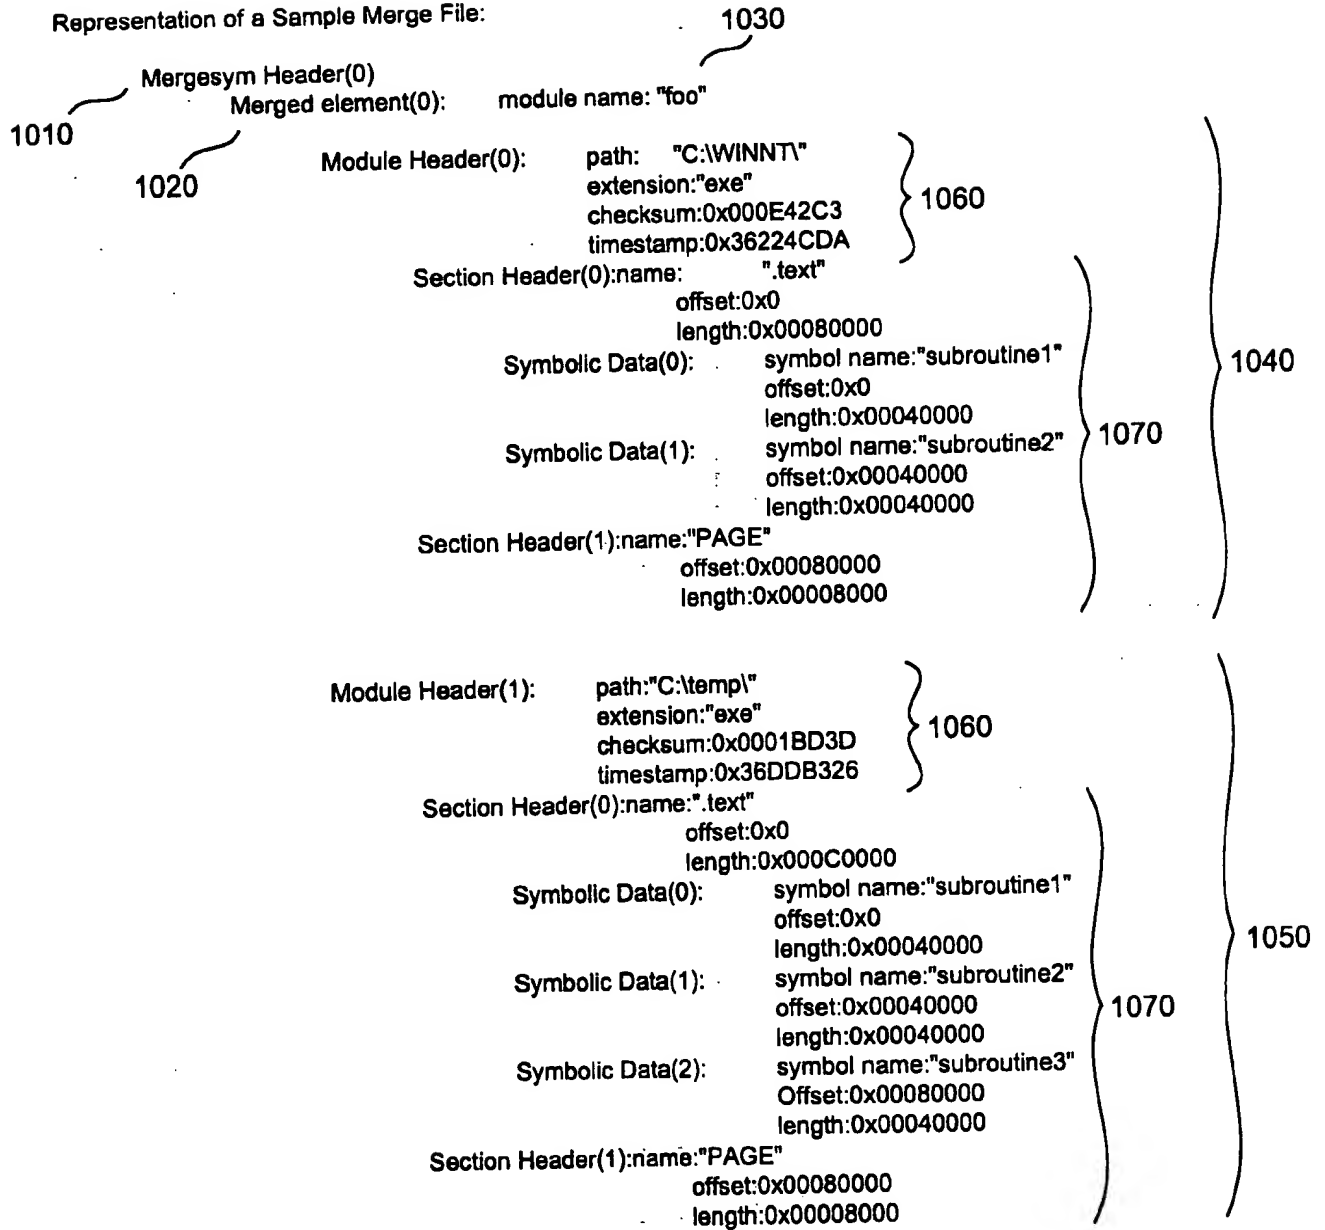 Representation of a Sample Merge File:
1030
Mergesym Header(0)
Merged element(0): module name: "foo"
1010
1020
Module Header(0): path: "C:\WINNT\"
extension:"exe"
1060
checksum:0x000E42C3
timestamp:0x36224CDA
Section Header(0):name: ".text"
offset:0x0
length:0x00080000
Symbolic Data(0): symbol name:"subroutine1"
1040
offset:0x0
length:0x00040000
1070
Symbolic Data(1): symbol name:"subroutine2"
offset:0x00040000
length:0x00040000
Section Header(1):name:"PAGE"
offset:0x00080000
length:0x00008000
Module Header(1): path:"C:\temp\"
extension:"exe"
1060
checksum:0x0001BD3D
timestamp:0x36DDB326
Section Header(0):name:".text"
offset:0x0
length:0x000C0000
Symbolic Data(0): symbol name:"subroutine1"
offset:0x0
1050
length:0x00040000
Symbolic Data(1): symbol name:"subroutine2"
offset:0x00040000
1070
length:0x00040000
Symbolic Data(2): symbol name:"subroutine3"
Offset:0x00080000
length:0x00040000
Section Header(1):name:"PAGE"
offset:0x00080000
length:0x00008000